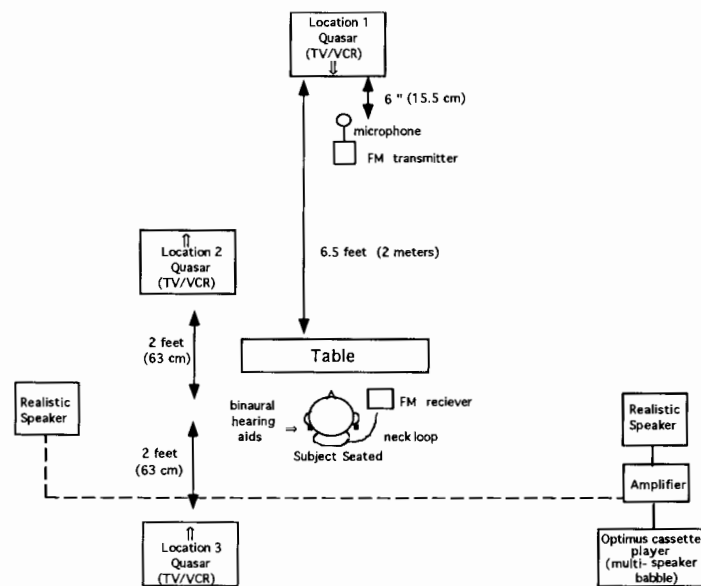 Location 1
Quasar
(TV/VCR)
⇓
6 " (15.5 cm)
microphone
FM transmitter
⇑
Location 2
Quasar
(TV/VCR)
6.5 feet (2 meters)
2 feet
(63 cm)
Table
Realistic
Speaker
binaural
hearing
aids ⇒
FM reciever
neck loop
Subject Seated
Realistic
Speaker
2 feet
(63 cm)
Amplifier
⇑
Location 3
Quasar
(TV/VCR)
Optimus cassette
player
(multi- speaker
babble)